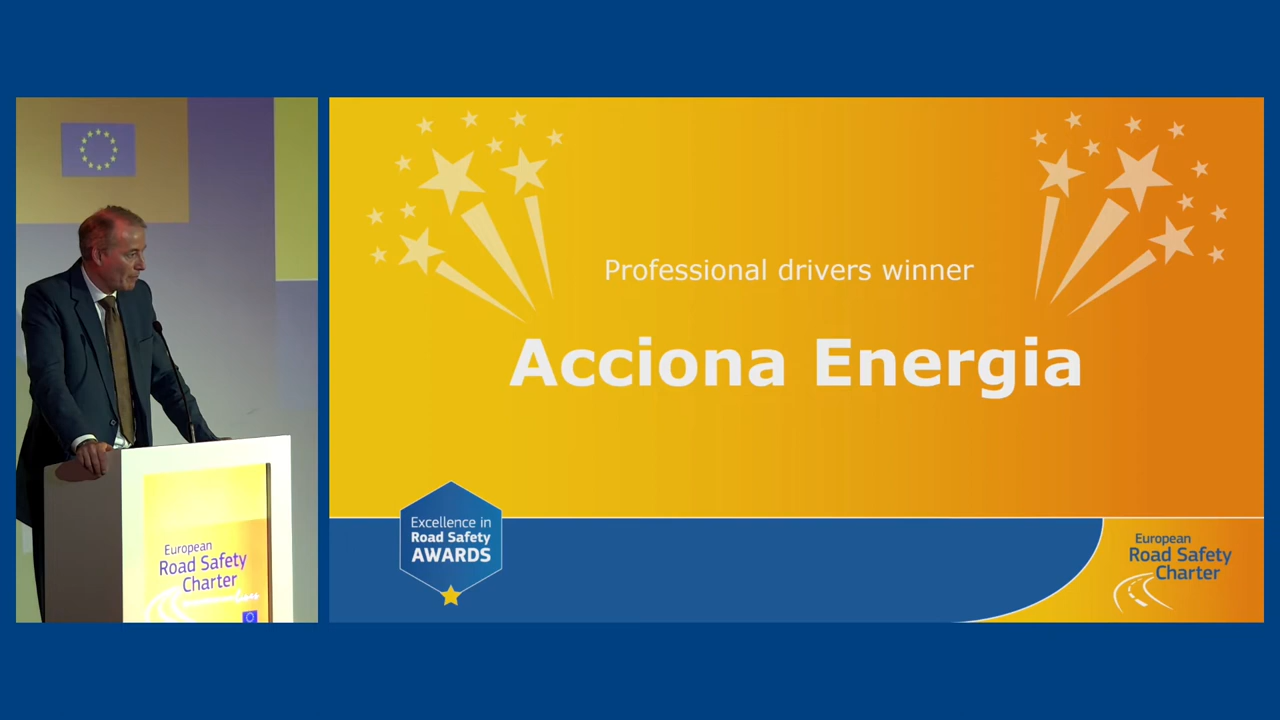 European
Road Safety
Charter
Professional drivers winner
Acciona Energia
Excellence in
Road Safety
AWARDS
European
Road Safety
Charter